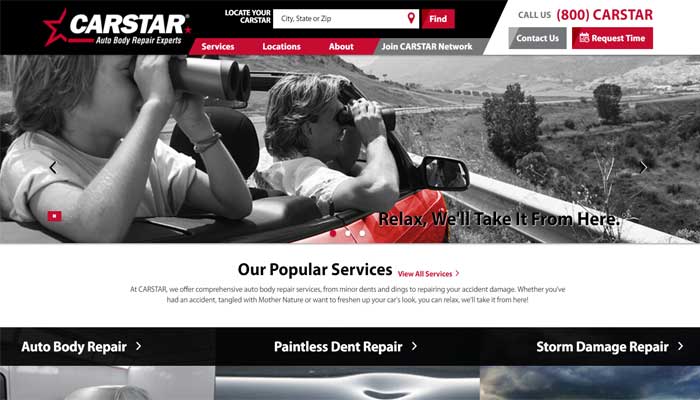 CARSTAR®
Auto Body Repair Experts
LOCATE YOUR
CARSTAR
City, State or Zip
Find
CALL US (800) CARSTAR
Contact Us
Request Time
Services
Locations
About
Join CARSTAR Network
Relax, We'll Take It From Here.
Our Popular Services
View All Services
At CARSTAR, we offer comprehensive auto body repair services, from minor dents and dings to repairing your accident damage. Whether you've
had an accident, tangled with Mother Nature or want to freshen up your car's look, you can relax, we'll take it from here!
Auto Body Repair
Paintless Dent Repair
Storm Damage Repair